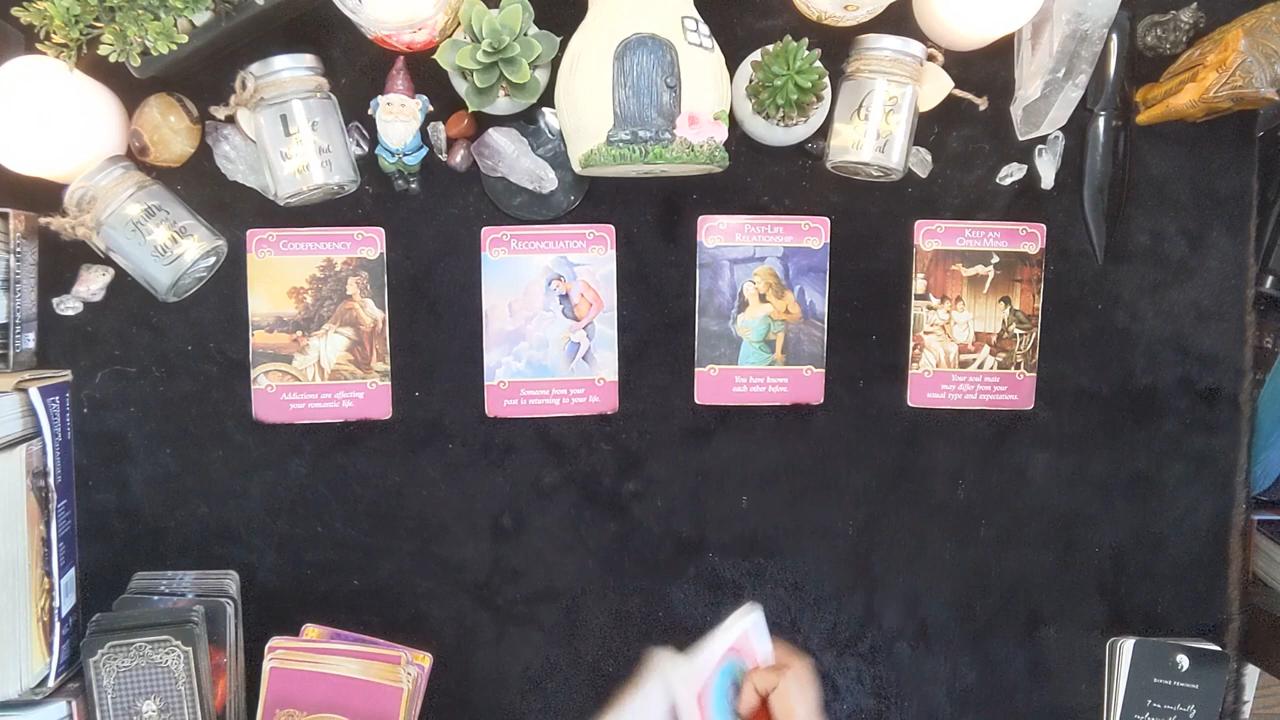 CODEPENDENCY
Addictions are affecting
your romantic life.
RECONCILIATION
Someone from your
past is returning to your life.
PAST-LIFE
RELATIONSHIP
You have known
each other before.
KEEP AN
OPEN MIND
Your soul mate
may differ from your
usual type and expectations.
DIVINE FEMININE
I am constantly